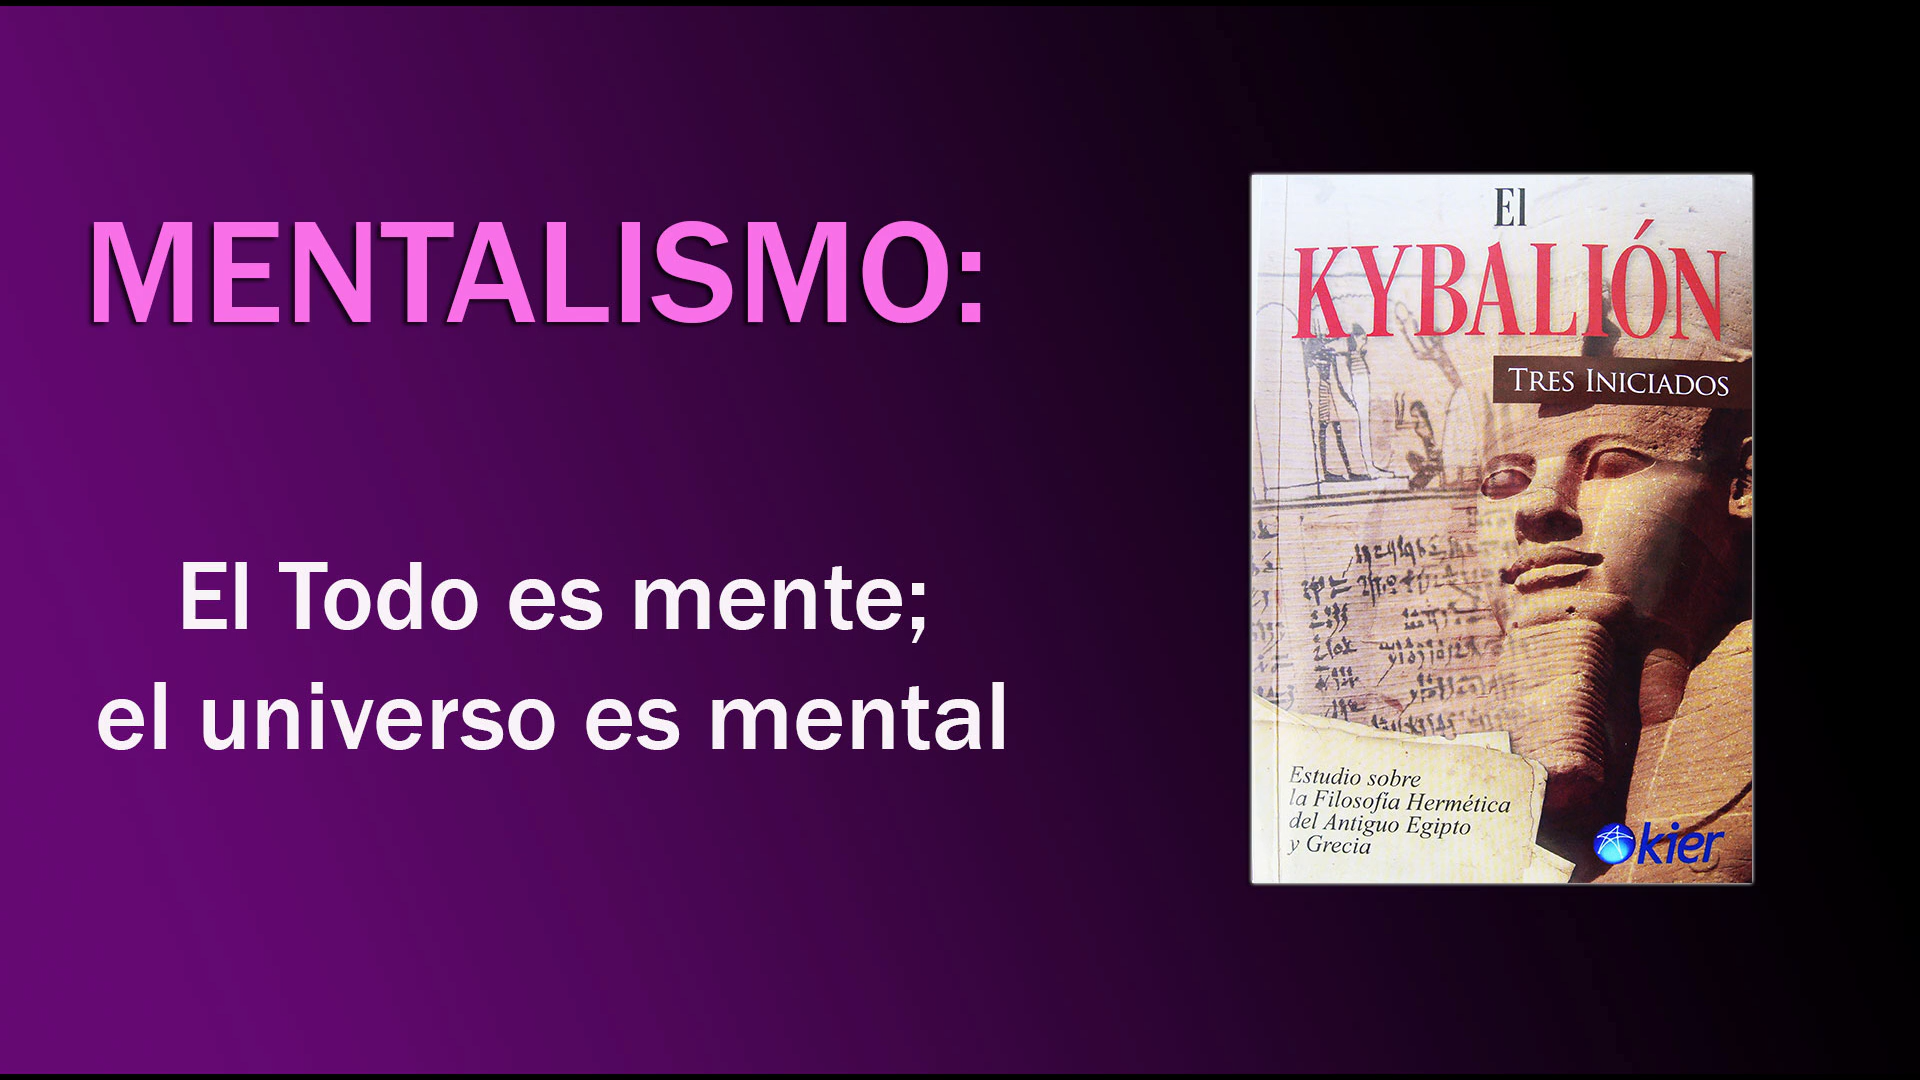 MENTALISMO:
El Todo es mente;
el universo es mental
El
KYBALIÓN
TRES INICIADOS
Estudio sobre
la Filosofía Hermética
del Antiguo Egipto
y Grecia
kier